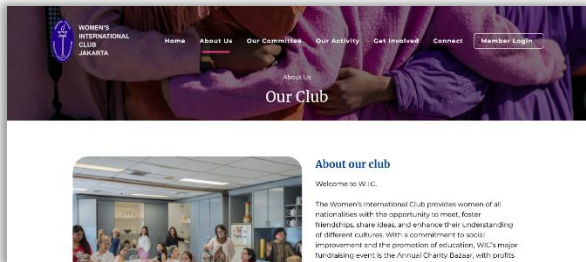 WOMEN'S
INTERNATIONAL
CLUB
JAKARTA
Home About Us Our Committee Our Activity Get Involved Connect Member Login
About Us
Our Club
About our club
Welcome to W.I.C.
The Women's International Club provides women of all
nationalities with the opportunity to meet, foster
friendships, share ideas, and enhance their understanding
of different cultures. With a commitment to social
improvement and the promotion of education, WIC's major
fundraising event is the Annual Charity Bazaar, with profits